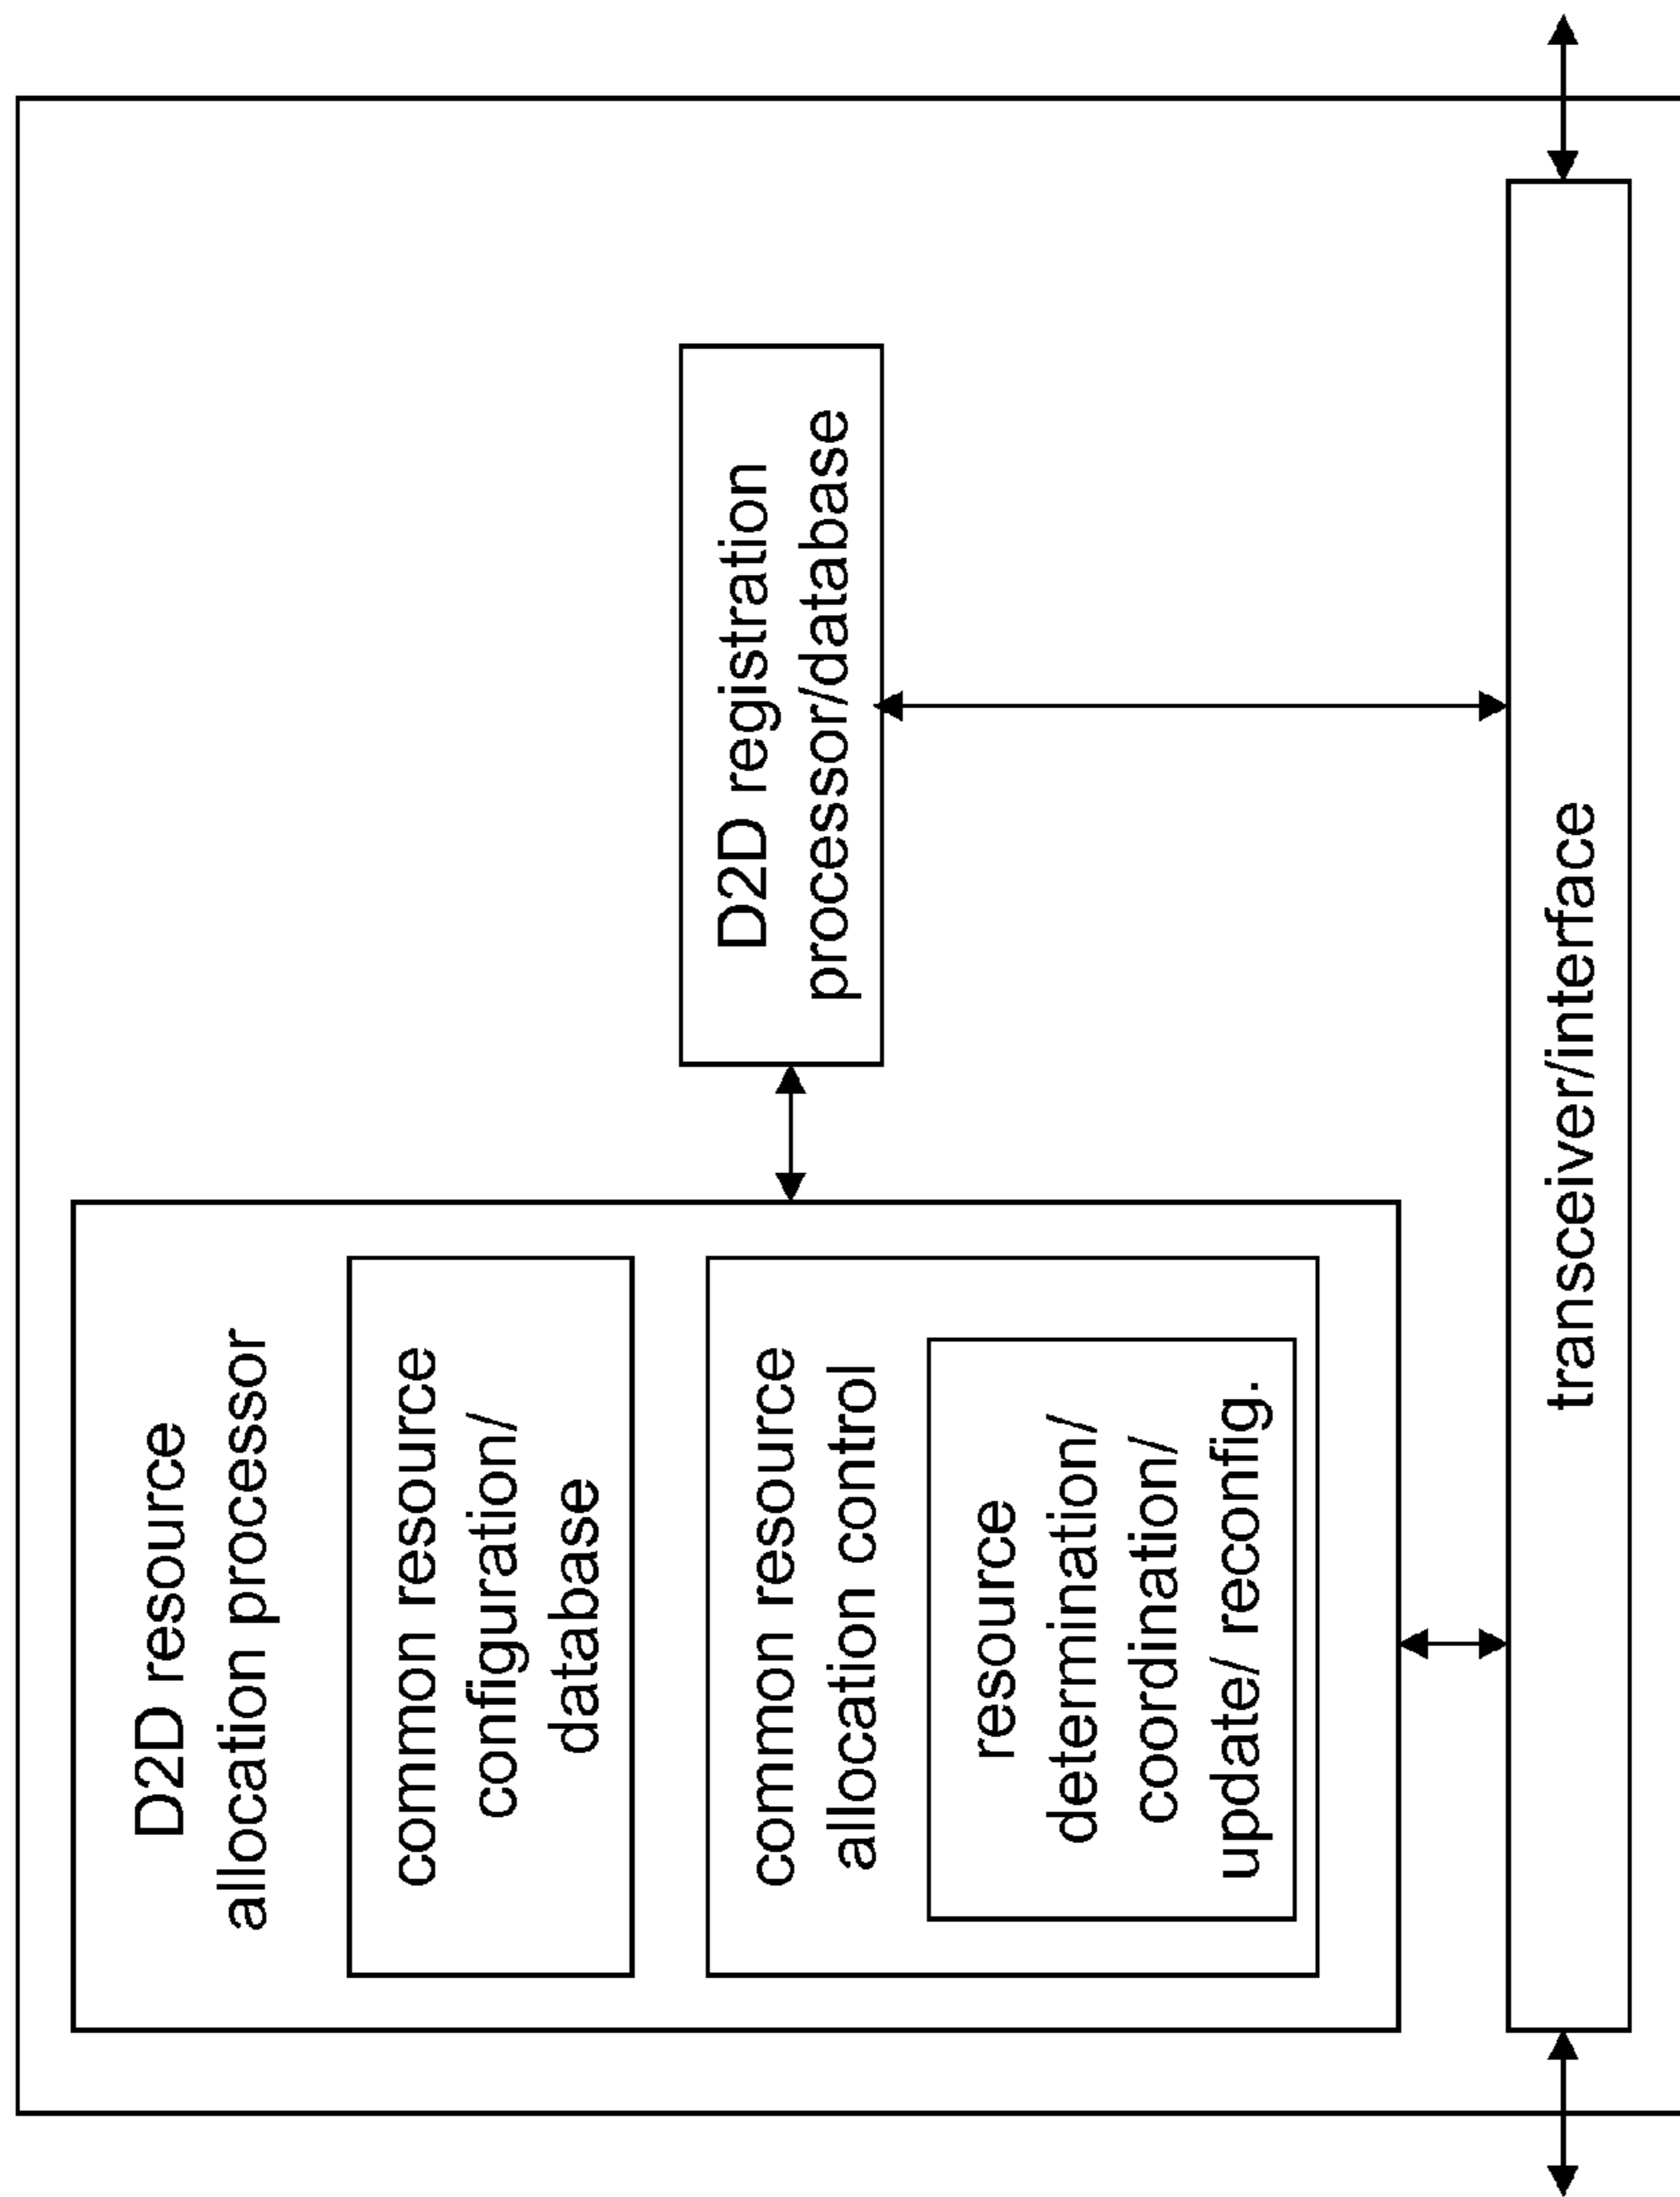 D2D resource
allocation processor
common resource
configuration/
database
common resource
allocation control
resource
determination/
coordination/
update/ reconfig.
D2D registration
processor/database
transceiver/interface